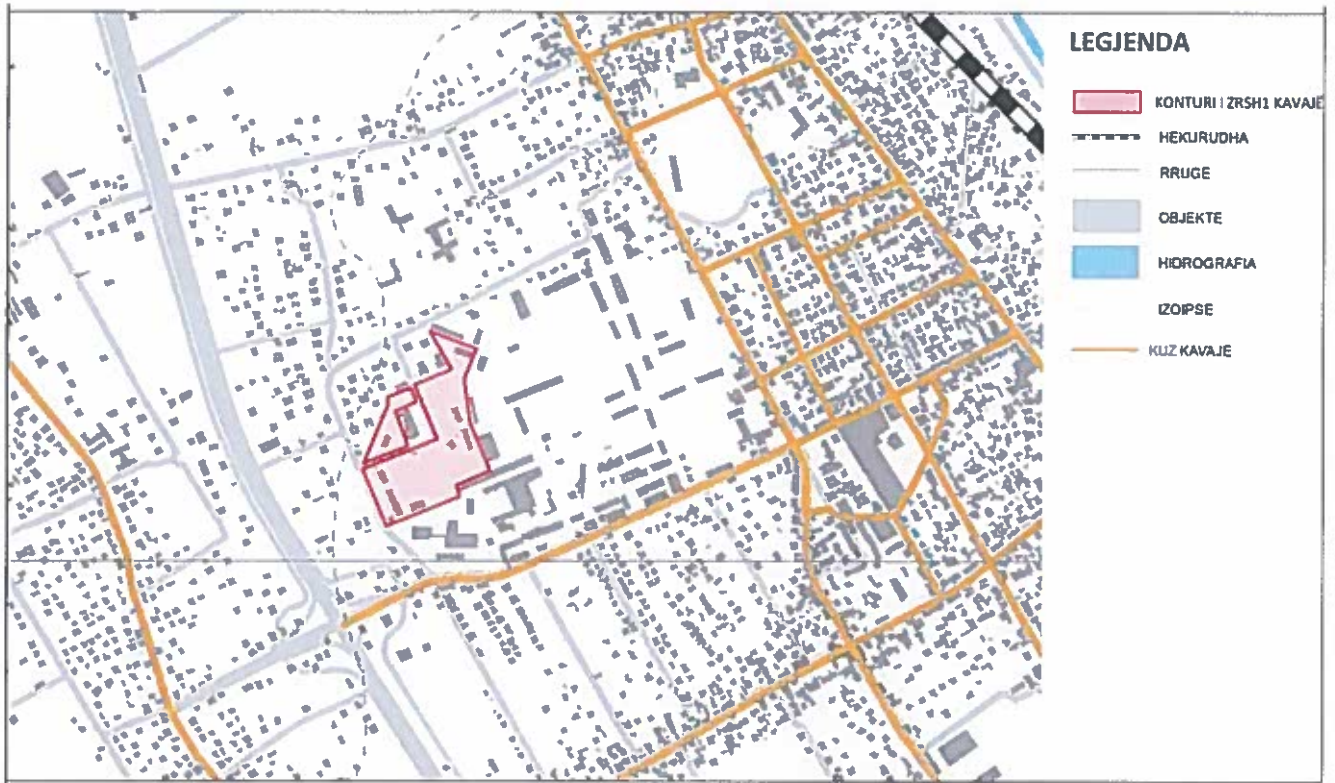 LEGJENDA
KONTURI I ZRSH1 KAVAJE
HEKURUDHA
RRUGE
OBJEKTE
HIDROGRAFIA
IZOIPSE
KUZ KAVAJE